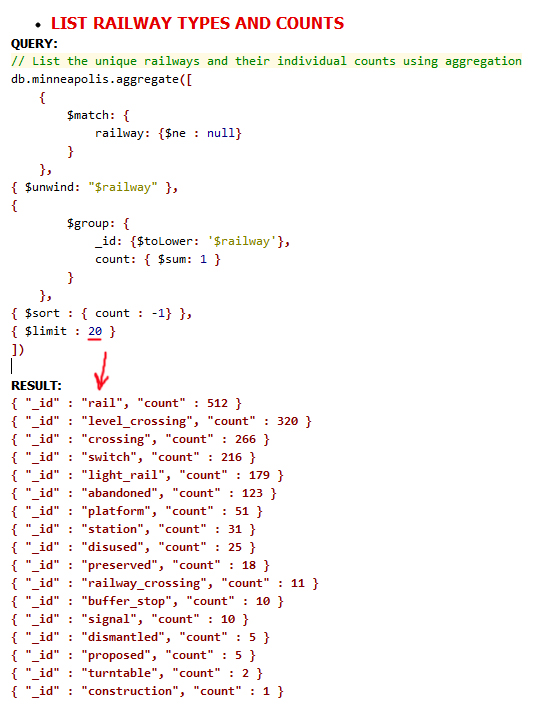 • LIST RAILWAY TYPES AND COUNTS
QUERY:
// List the unique railways and their individual counts using aggregation
db.minneapolis.aggregate([
    {
        $match: {
            railway: {$ne : null}
        }
    },
{ $unwind: "$railway" },
{
        $group: {
            _id: {$toLower: '$railway'},
            count: { $sum: 1 }
        }
    },
{ $sort : { count : -1} },
{ $limit : 20 }
])
RESULT:
{ "_id" : "rail", "count" : 512 }
{ "_id" : "level_crossing", "count" : 320 }
{ "_id" : "crossing", "count" : 266 }
{ "_id" : "switch", "count" : 216 }
{ "_id" : "light_rail", "count" : 179 }
{ "_id" : "abandoned", "count" : 123 }
{ "_id" : "platform", "count" : 51 }
{ "_id" : "station", "count" : 31 }
{ "_id" : "disused", "count" : 25 }
{ "_id" : "preserved", "count" : 18 }
{ "_id" : "railway_crossing", "count" : 11 }
{ "_id" : "buffer_stop", "count" : 10 }
{ "_id" : "signal", "count" : 10 }
{ "_id" : "dismantled", "count" : 5 }
{ "_id" : "proposed", "count" : 5 }
{ "_id" : "turntable", "count" : 2 }
{ "_id" : "construction", "count" : 1 }